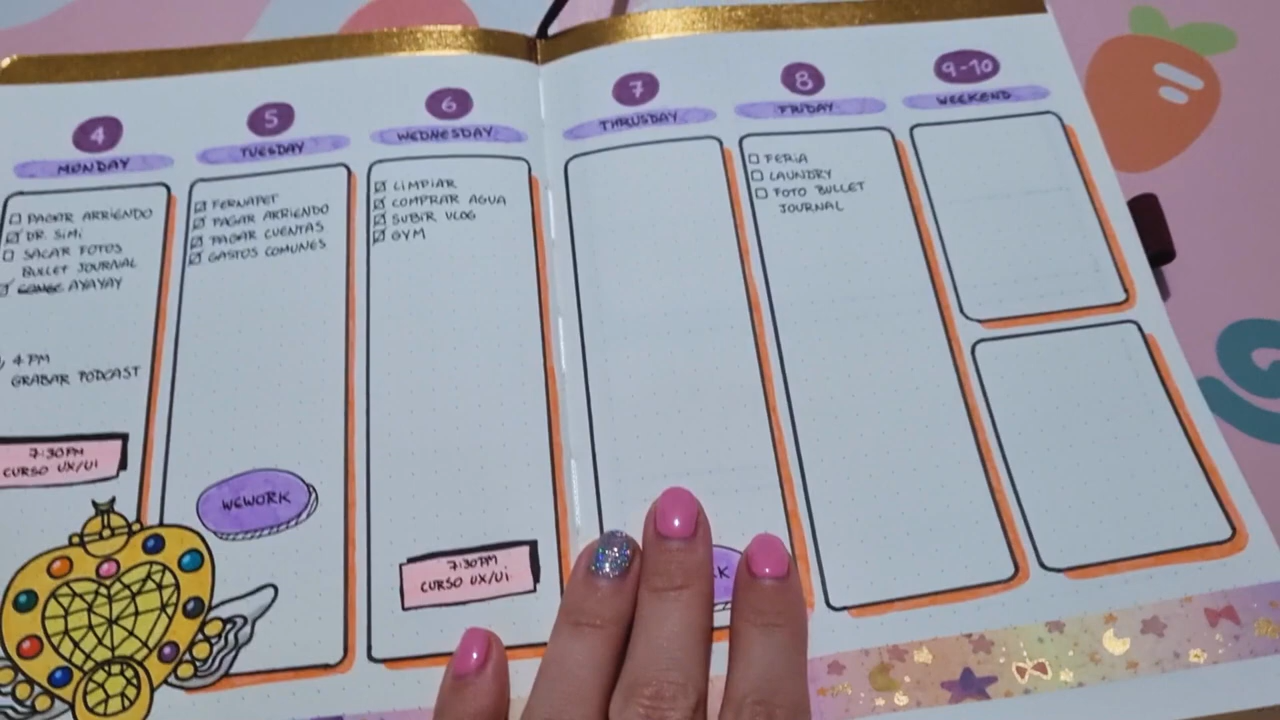 4
MONDAY
PAGAR ARRIENDO
DR. SIMI
SACAR FOTOS
BULLET JOURNAL
AYAYAY
4 PM
GRABAR PODCAST
7:30PM
CURSO UX/UI
5
TUESDAY
FERNAPET
PAGAR ARRIENDO
PAGAR CUENTAS
GASTOS COMUNES
WEWORK
6
WEDNESDAY
LIMPIAR
COMPRAR AGUA
SUBIR VLOG
GYM
7:30PM
CURSO UX/Ui
7
THRUSDAY
K
8
FRIDAY
FERIA
LAUNDRY
FOTO BULLET
JOURNAL
9-10
WEEKEND